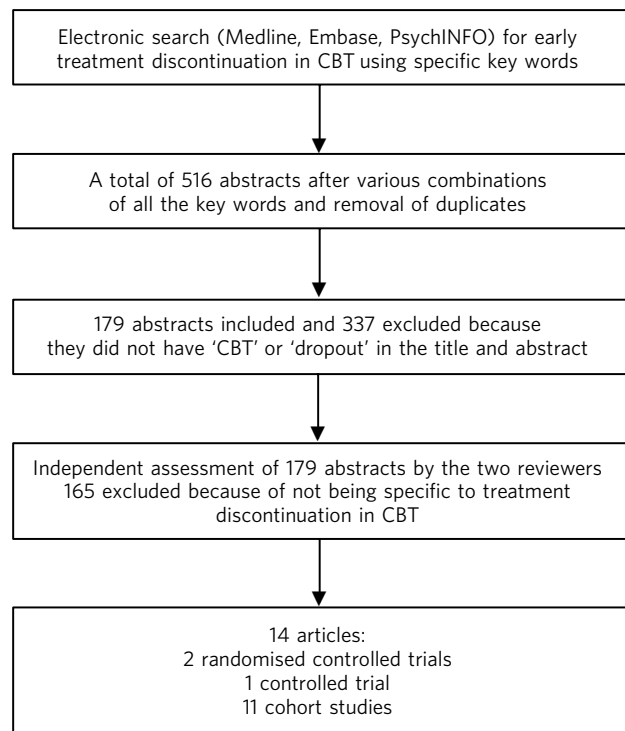 Electronic search (Medline, Embase, PsychINFO) for early
treatment discontinuation in CBT using specific key words
A total of 516 abstracts after various combinations
of all the key words and removal of duplicates
179 abstracts included and 337 excluded because
they did not have 'CBT' or 'dropout' in the title and abstract
Independent assessment of 179 abstracts by the two reviewers
165 excluded because of not being specific to treatment
discontinuation in CBT
14 articles:
2 randomised controlled trials
1 controlled trial
11 cohort studies